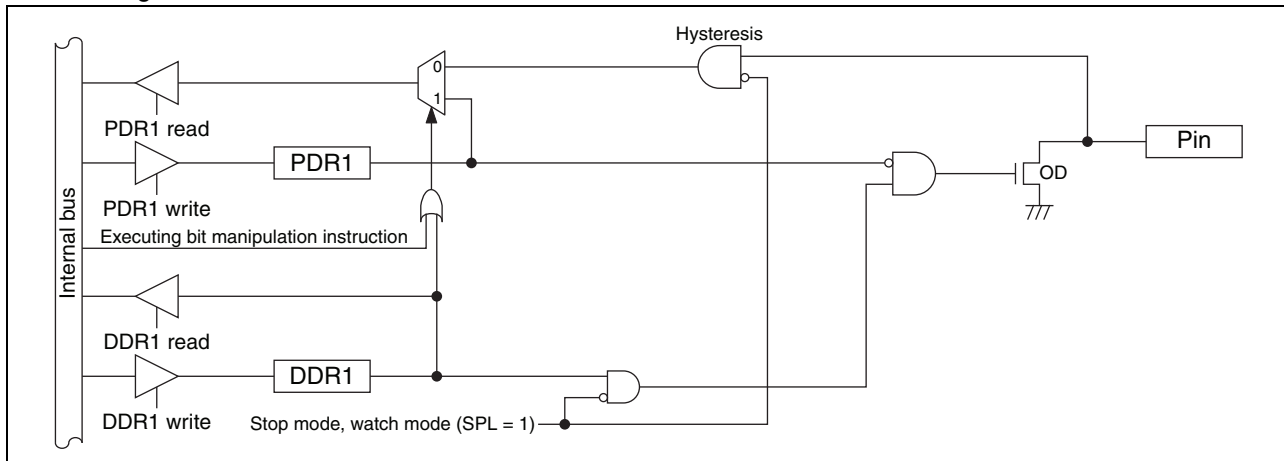 Hysteresis
0
1
PDR1 read
PDR1
Pin
OD
PDR1 write
Executing bit manipulation instruction
Internal bus
DDR1 read
DDR1
DDR1 write
Stop mode, watch mode (SPL = 1)